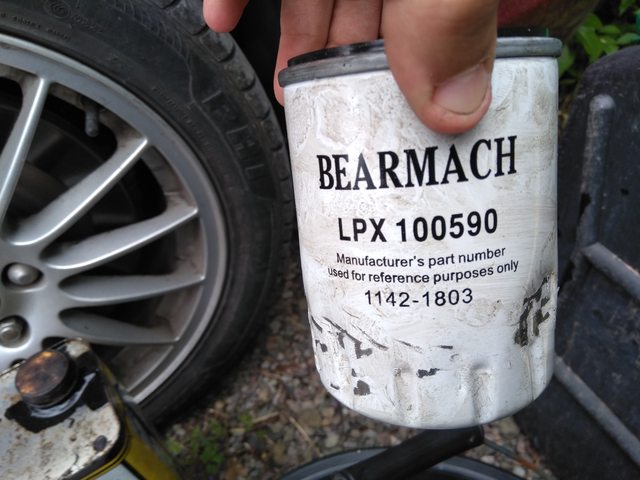 BEARMACH
LPX 100590
Manufacturer's part number
used for reference purposes only
1142-1803